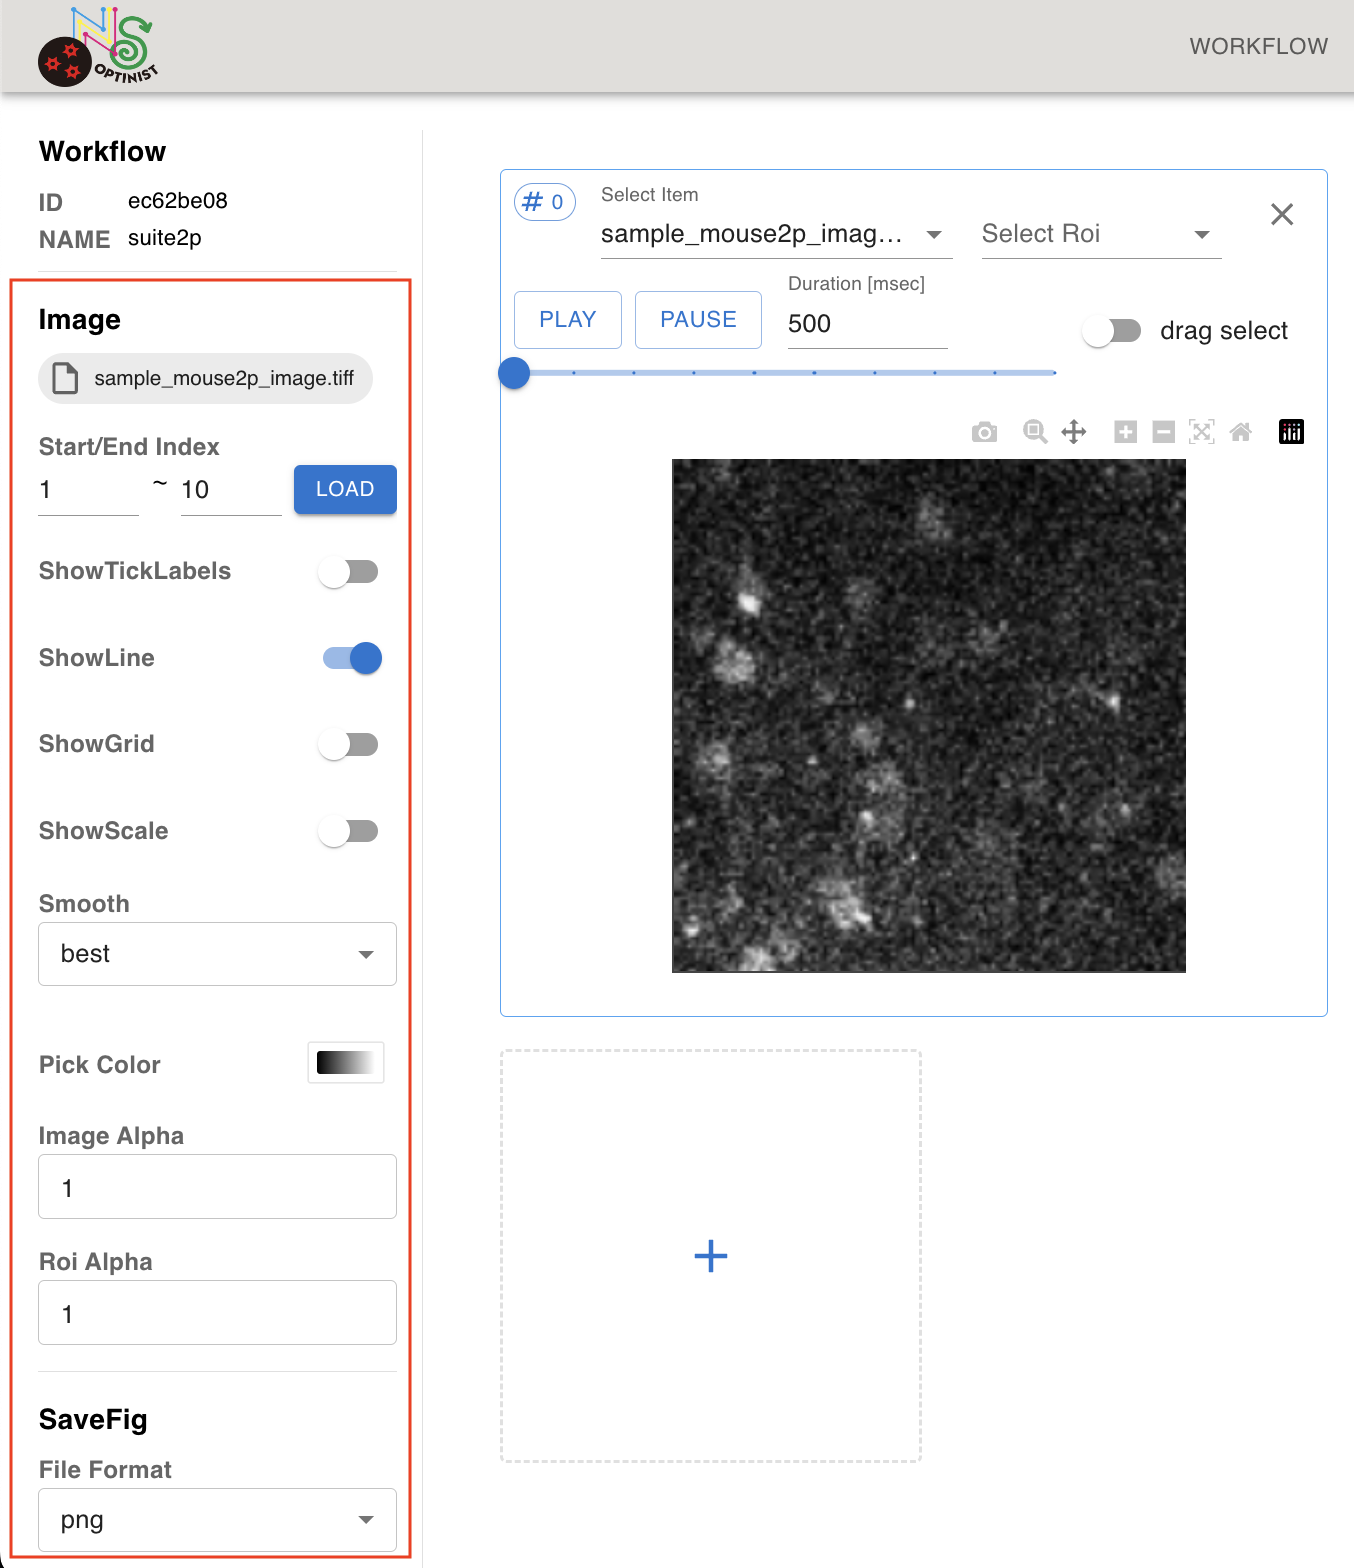 NS
OPTINIST
WORKFLOW
Workflow
ID ec62be08
NAME suite2p
Image
sample_mouse2p_image.tiff
Start/End Index
1 ~ 10 LOAD
ShowTickLabels
ShowLine
ShowGrid
ShowScale
Smooth
best
Pick Color
Image Alpha
1
Roi Alpha
1
SaveFig
File Format
png
# 0
Select Item
sample_mouse2p_imag... Select Roi
Duration [msec]
PLAY PAUSE 500 drag select